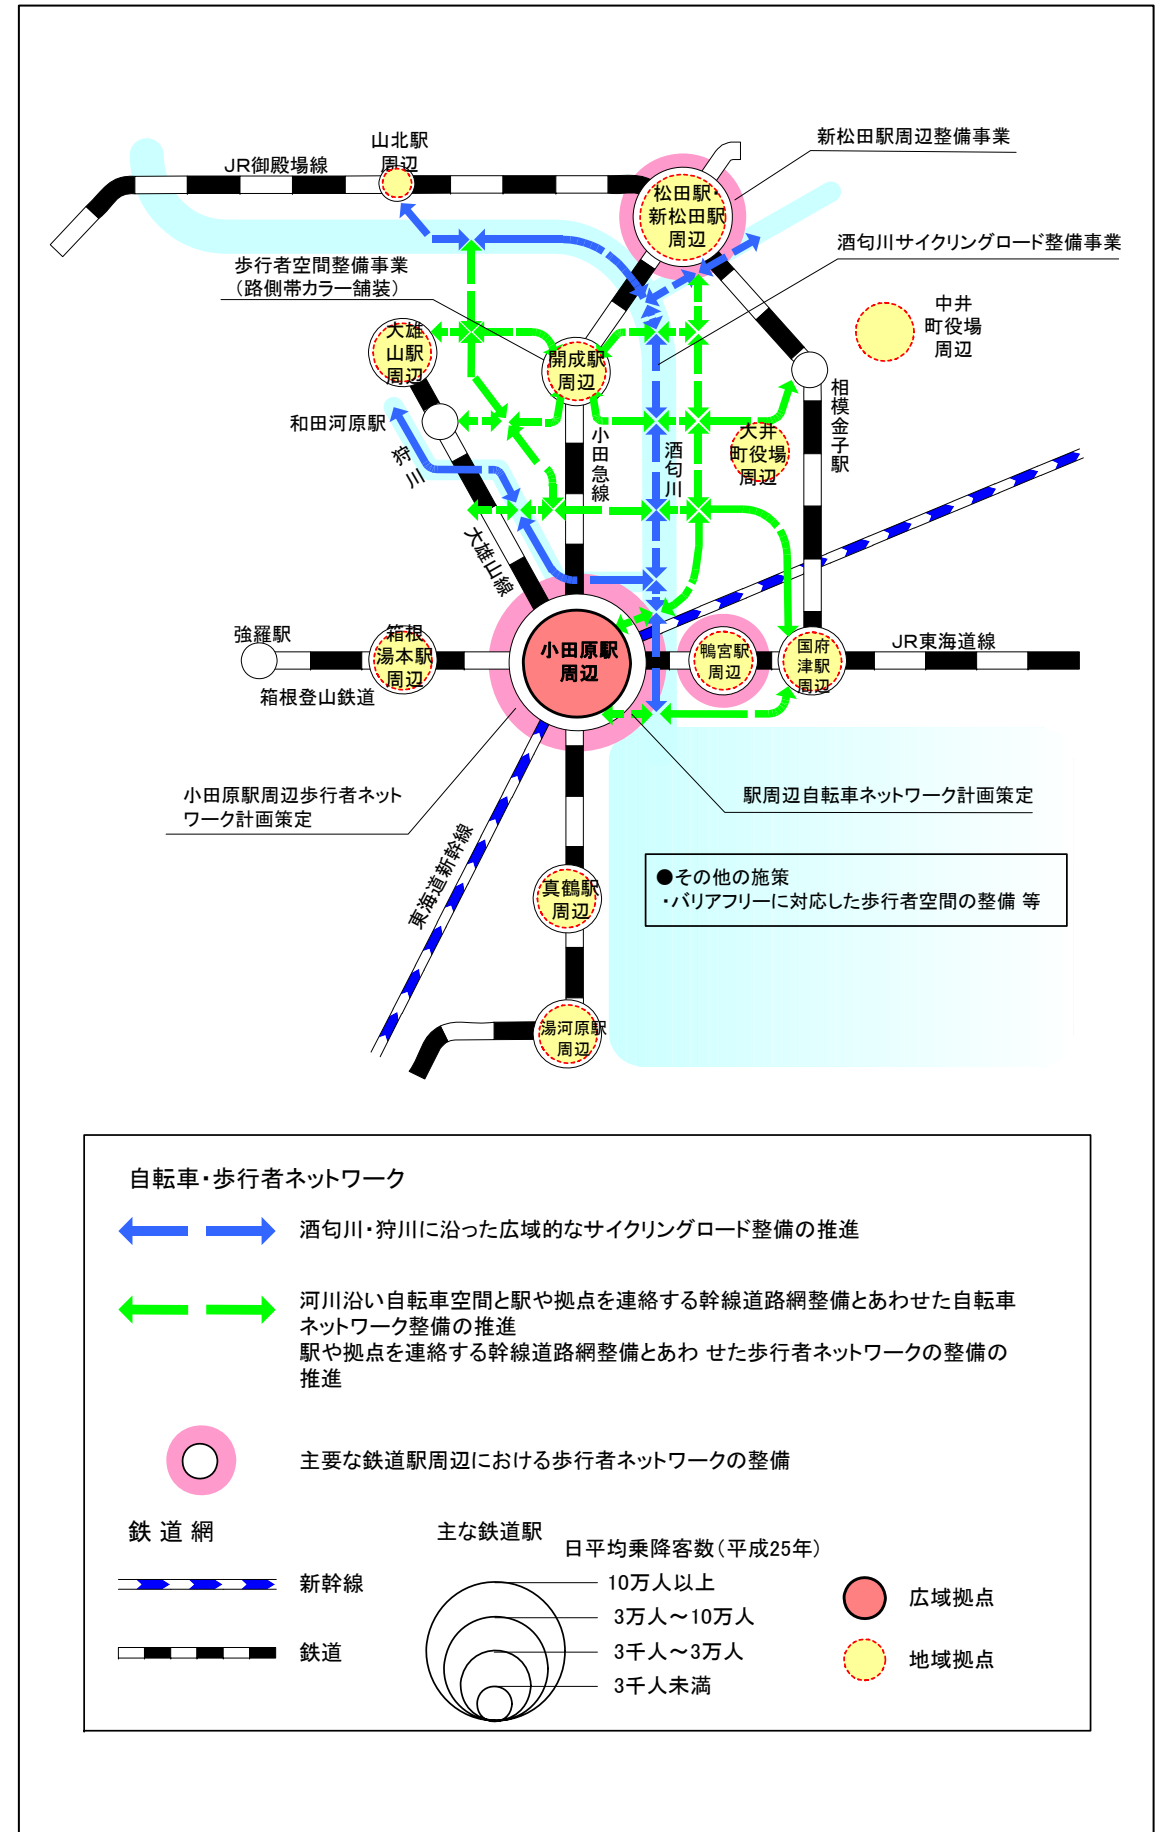 新松田駅周辺整備事業
山北駅
周辺
JR御殿場線
松田駅・
新松田駅
周辺
酒匂川サイクリングロード整備事業
歩行者空間整備事業
（路側帯カラー舗装）
中井
町役場
周辺
大雄
山駅
周辺
開成駅
周辺
相模金子駅
和田河原駅
狩川
小田急線
酒匂川
大井
町役場
周辺
大雄山線
強羅駅
箱根
湯本駅
周辺
箱根登山鉄道
小田原駅
周辺
鴨宮駅
周辺
国府
津駅
周辺
JR東海道線
小田原駅周辺歩行者ネット
ワーク計画策定
駅周辺自転車ネットワーク計画策定
東海道新幹線
真鶴駅
周辺
●その他の施策
・バリアフリーに対応した歩行者空間の整備 等
湯河原駅
周辺
自転車・歩行者ネットワーク
酒匂川・狩川に沿った広域的なサイクリングロード整備の推進
河川沿い自転車空間と駅や拠点を連絡する幹線道路網整備とあわせた自転車
ネットワーク整備の推進
駅や拠点を連絡する幹線道路網整備とあわ せた歩行者ネットワークの整備の
推進
主要な鉄道駅周辺における歩行者ネットワークの整備
鉄 道 網
新幹線
鉄道
主な鉄道駅
日平均乗降客数（平成25年）
10万人以上
3万人～10万人
3千人～3万人
3千人未満
広域拠点
地域拠点